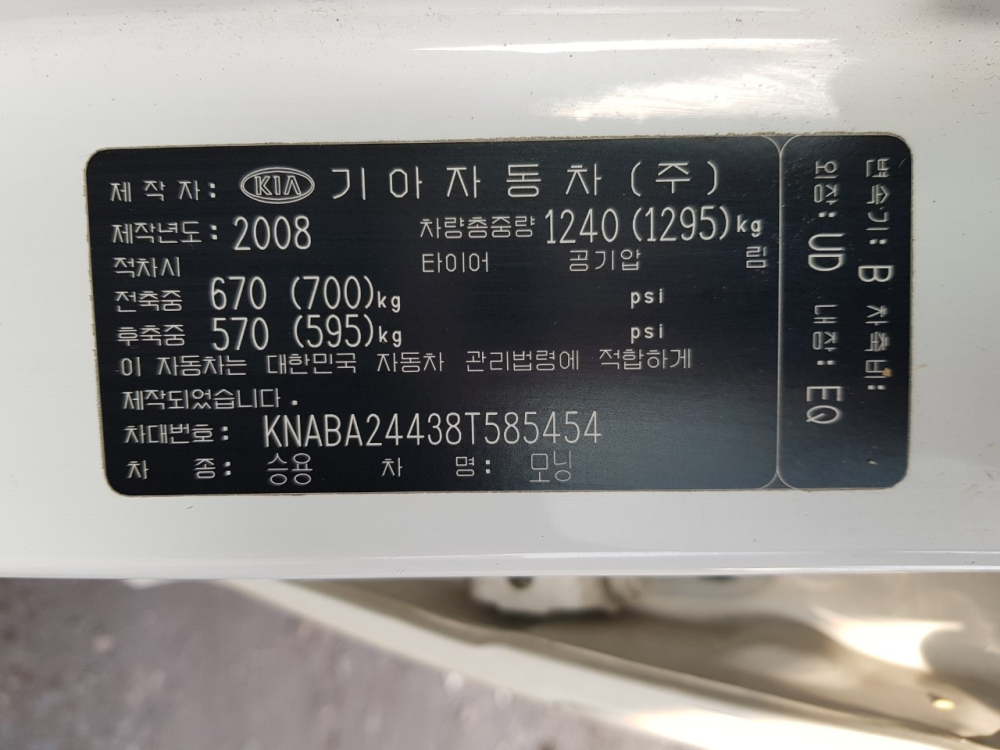 제 작 자 : KIA 기 아 자 동 차 ( 주 )
제작년도 : 2008 차량총중량 1240 (1295)kg
적차시 타이어 공기압 림
전축중 670 (700)kg psi
후축중 570 (595)kg psi
이 자동차는 대한민국 자동차 관리법령에 적합하게
제작되었습니다 .
차대번호 : KNABA24438T585454
차 종 : 승용 차 명 : 모닝
변속기 : B 차축비 :
외장 : UD 내장 : EQ